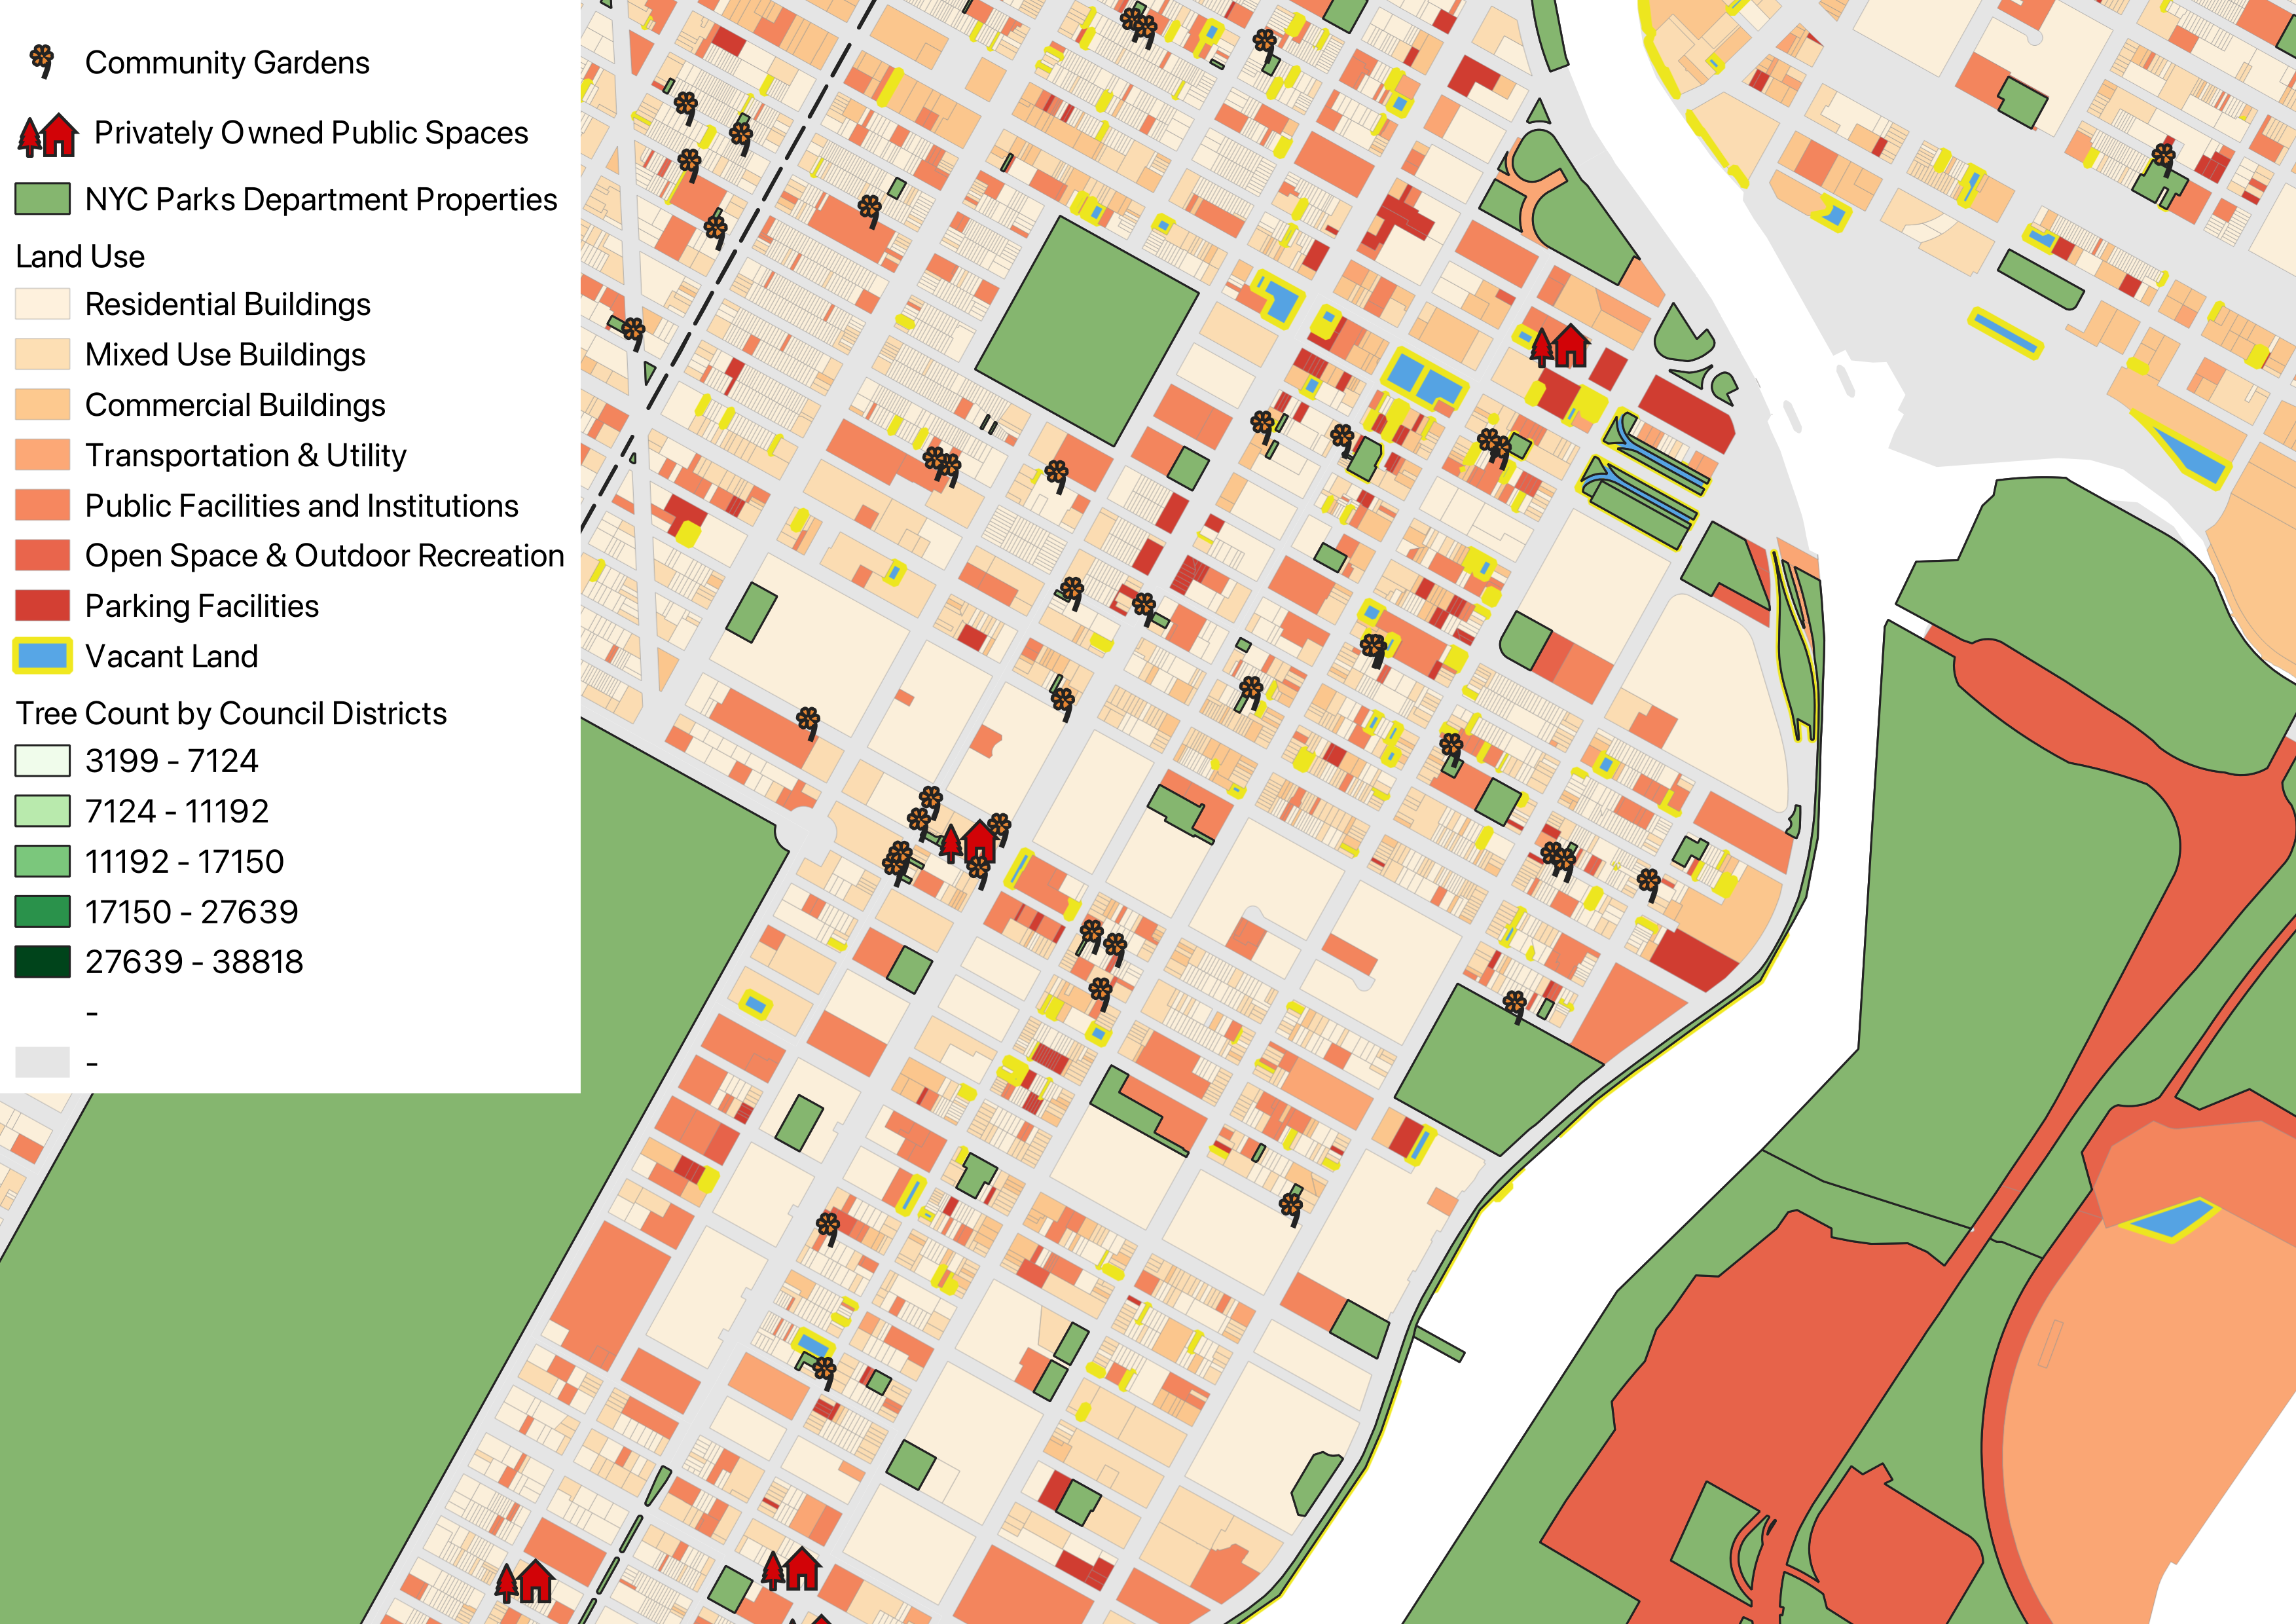 Community Gardens
Privately Owned Public Spaces
NYC Parks Department Properties
Land Use
Residential Buildings
Mixed Use Buildings
Commercial Buildings
Transportation & Utility
Public Facilities and Institutions
Open Space & Outdoor Recreation
Parking Facilities
Vacant Land
Tree Count by Council Districts
3199 - 7124
7124 - 11192
11192 - 17150
17150 - 27639
27639 - 38818
-
-